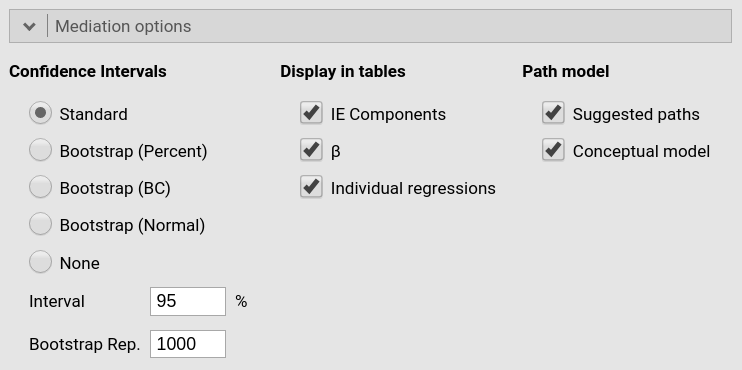 Mediation options
Confidence Intervals
Standard
Bootstrap (Percent)
Bootstrap (BC)
Bootstrap (Normal)
None
Interval 95 %
Bootstrap Rep. 1000
Display in tables
IE Components
β
Individual regressions
Path model
Suggested paths
Conceptual model